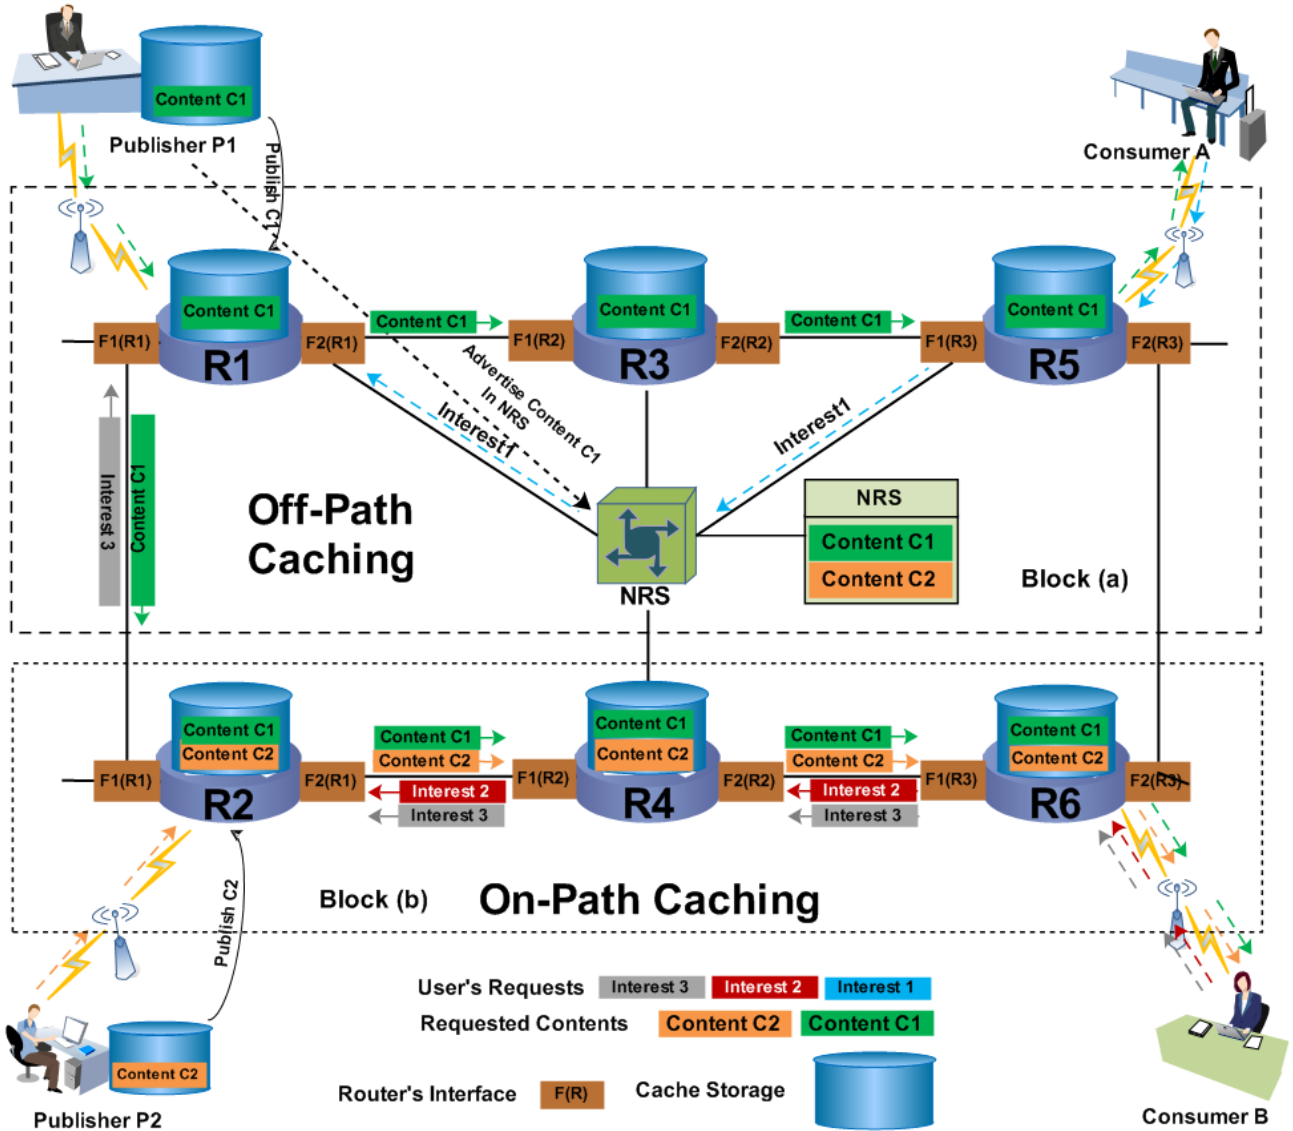 Content C1
Publisher P1
Publish C1
Consumer A
Content C1
Content C1
Content C1
F1(R1)
R1
F2(R1)
Content C1
F1(R2)
R3
F2(R2)
Content C1
F1(R3)
R5
F2(R3)
Advertise Content C1
In NRS
Interest1
Interest1
Interest 3
Content C1
Off-Path
Caching
NRS
NRS
Content C1
Content C2
Block (a)
Content C1
Content C2
Content C1
Content C2
Content C1
Content C2
Content C1
Content C2
Content C1
Content C2
F1(R1)
R2
F2(R1)
Interest 2
Interest 3
F1(R2)
R4
F2(R2)
Interest 2
Interest 3
F1(R3)
R6
F2(R3)
Publish C2
Block (b)
On-Path Caching
User's Requests
Interest 3
Interest 2
Interest 1
Requested Contents
Content C2
Content C1
Router's Interface
F(R)
Cache Storage
Content C2
Publisher P2
Consumer B